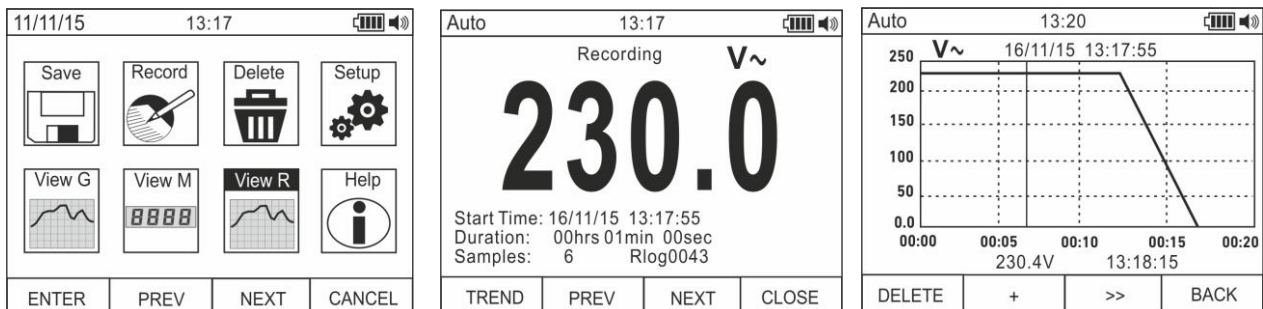 11/11/15 13:17
Save Record Delete Setup
View G View M View R Help
8888
ENTER PREV NEXT CANCEL
Auto 13:17
Recording V~
230.0
Start Time: 16/11/15 13:17:55
Duration: 00hrs 01min 00sec
Samples: 6 Rlog0043
TREND PREV NEXT CLOSE
Auto 13:20
V~ 16/11/15 13:17:55
250
200
150
100
50
0.0
00:00 00:05 00:10 00:15 00:20
230.4V 13:18:15
DELETE + >> BACK